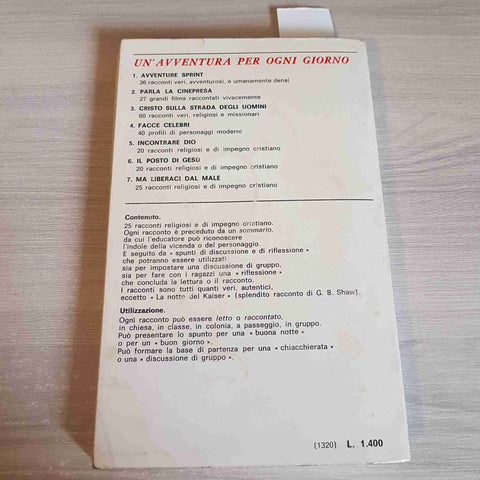 UN'AVVENTURA PER OGNI GIORNO
1. AVVENTURE SPRINT
36 racconti veri, avventurosi, e umanamente densi
2. PARLA LA CINEPRESA
27 grandi films raccontati vivacemente
3. CRISTO SULLA STRADA DEGLI UOMINI
60 racconti veri, religiosi e missionari
4. FACCE CELEBRI
40 profili di personaggi moderni
5. INCONTRARE DIO
20 racconti religiosi e di impegno cristiano
6. IL POSTO DI GESÙ
20 racconti religiosi e di impegno cristiano
7. MA LIBERACI DAL MALE
25 racconti religiosi e di impegno cristiano
Contenuto.
25 racconti religiosi e di impegno cristiano.
Ogni racconto è preceduto da un sommario,
da cui l'educatore può riconoscere
l'indole della vicenda o del personaggio.
È seguito da « spunti di discussione e di riflessione »
che potranno essere utilizzati
sia per impostare una discussione di gruppo,
sia per fare con i ragazzi una « riflessione »
che concluda la lettura o il racconto.
I racconti sono tutti quanti veri, autentici,
eccetto « La notte del Kaiser » (splendito racconto di G. B. Shaw).
Utilizzazione.
Ogni racconto può essere letto o raccontato,
in chiesa, in classe, in colonia, a passeggio, in gruppo.
Può presentare lo spunto per una « buona notte »
o per un « buon giorno ».
Può formare la base di partenza per una « chiacchierata »
o una « discussione di gruppo ».
(1320) L. 1.400